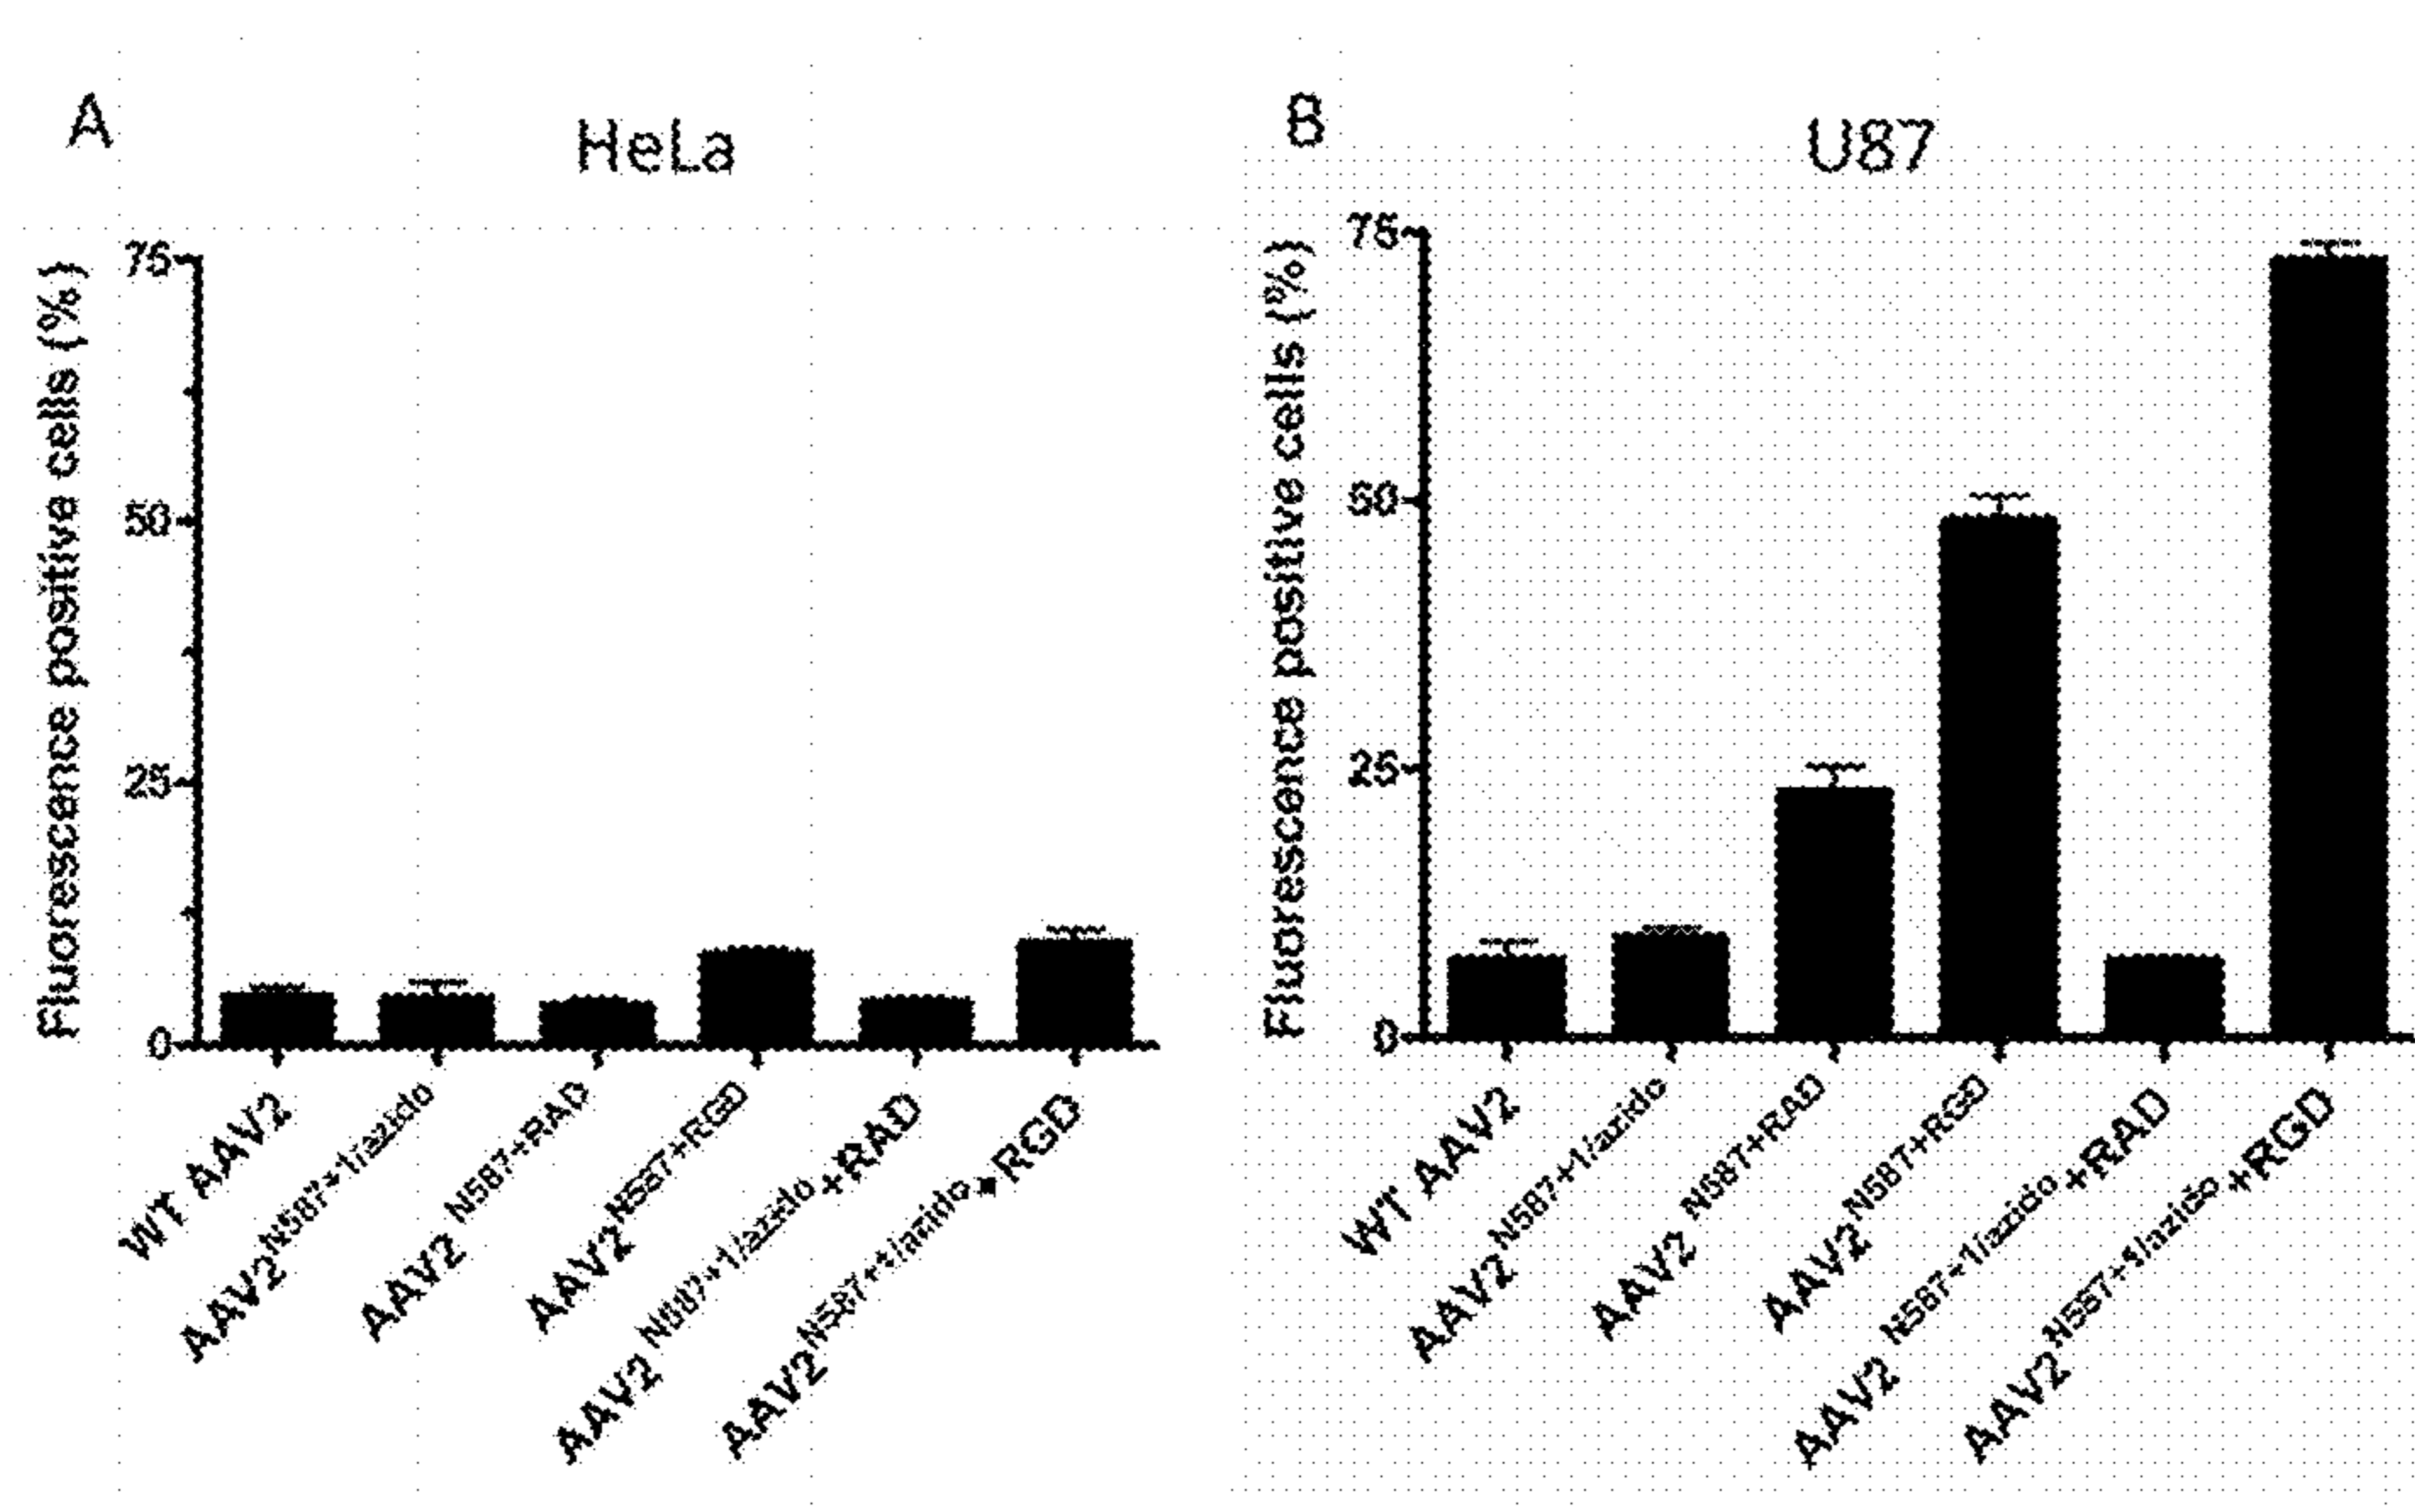 A
HeLa
Fluorescence positive cells (%)
75
50
25
0
WT AAV2
AAV2N587+1/azido
AAV2 N587+RAD
AAV2N587+RGD
AAV2 N587+1/azido+RAD
AAV2N587+1/azido+RGD
B
U87
Fluorescence positive cells (%)
75
50
25
0
WT AAV2
AAV2N587+1/azido
AAV2 N587+RAD
AAV2N587+RGD
AAV2 N587+1/azido+RAD
AAV2N587+1/azido+RGD